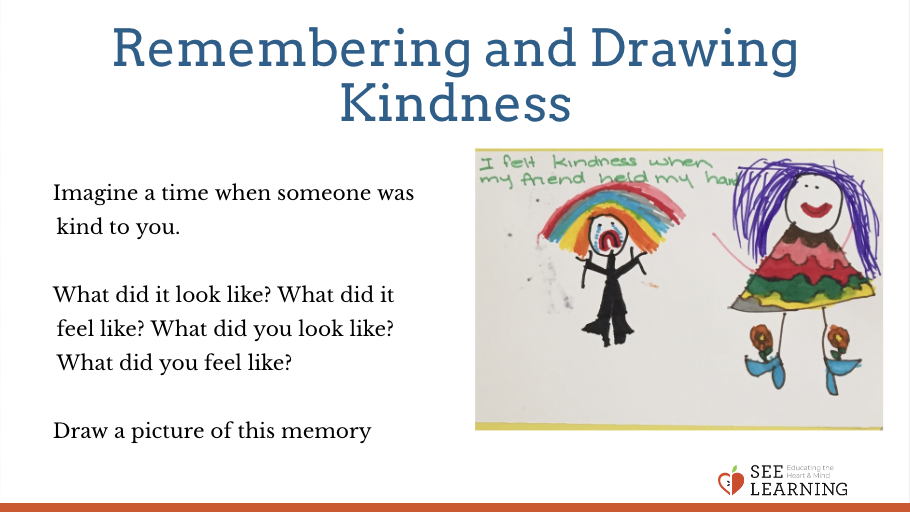 Remembering and Drawing
Kindness
Imagine a time when someone was
kind to you.
What did it look like? What did it
feel like? What did you look like?
What did you feel like?
Draw a picture of this memory
I felt kindness when
my friend held my hand
SEE Educating the
Heart & Mind
LEARNING